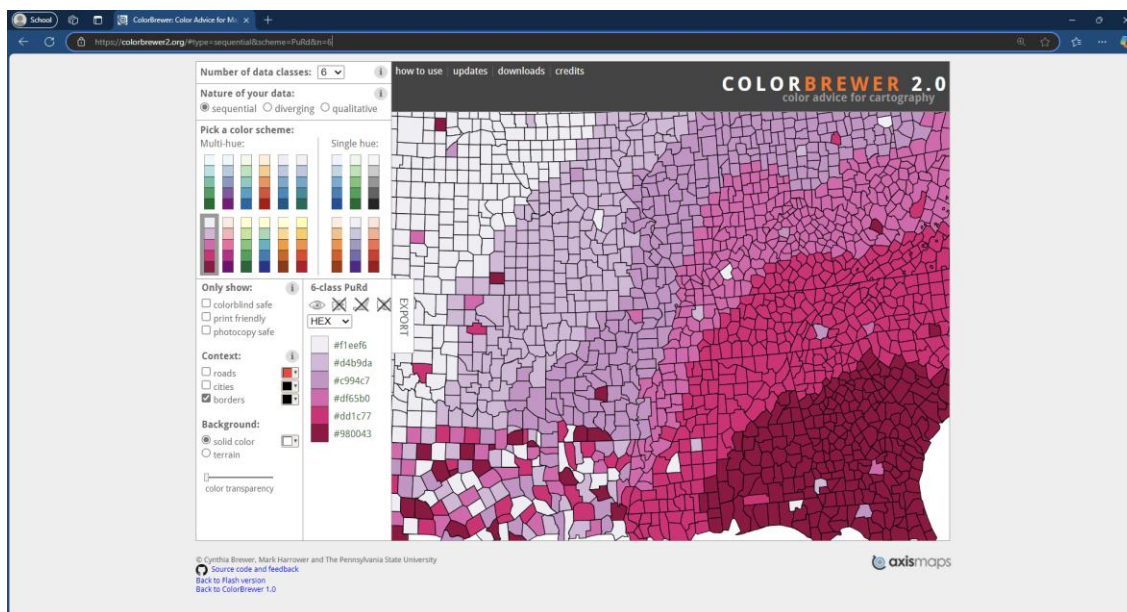 School
ColorBrewer: Color Advice for Ma
https://colorbrewer2.org/#type=sequential&scheme=PuRd&n=6
Number of data classes: 6
how to use | updates | downloads | credits
COLORBREWER 2.0
color advice for cartography
Nature of your data:
sequential diverging qualitative
Pick a color scheme:
Multi-hue: Single hue:
Only show:
colorblind safe
print friendly
photocopy safe
Context:
roads
cities
borders
Background:
solid color
terrain
color transparency
6-class PuRd
HEX
#f1eef6
#d4b9da
#c994c7
#df65b0
#dd1c77
#980043
EXPORT
© Cynthia Brewer, Mark Harrower and The Pennsylvania State University
Source code and feedback
Back to Flash version
Back to ColorBrewer 1.0
axismaps